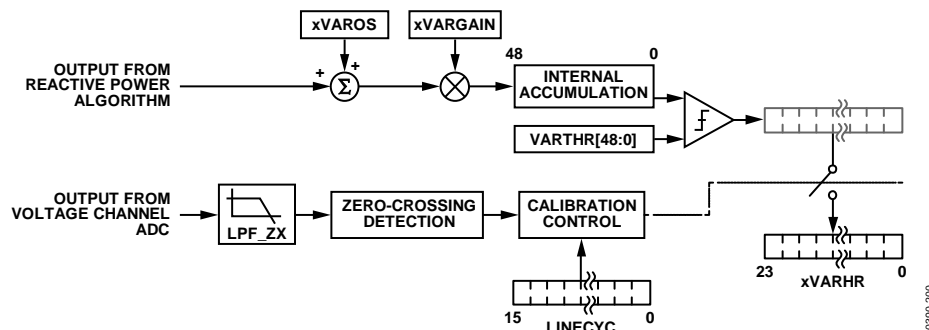 xVAROS
xVARGAIN
OUTPUT FROM
REACTIVE POWER
ALGORITHM
+
+
Σ
48
0
INTERNAL
ACCUMULATION
VARTHR[48:0]
OUTPUT FROM
VOLTAGE CHANNEL
ADC
LPF_ZX
ZERO-CROSSING
DETECTION
CALIBRATION
CONTROL
23
0
xVARHR
15
0
LINECYC